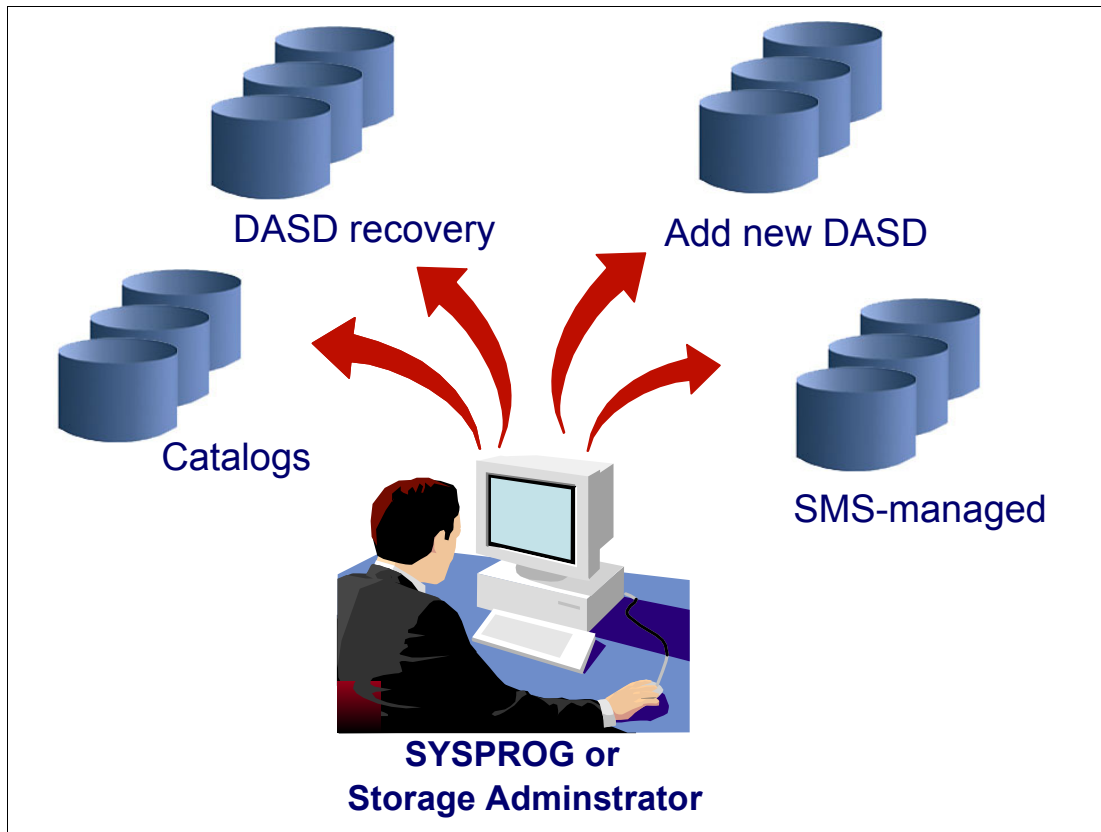 DASD recovery
Add new DASD
Catalogs
SMS-managed
SYSPROG or
Storage Adminstrator